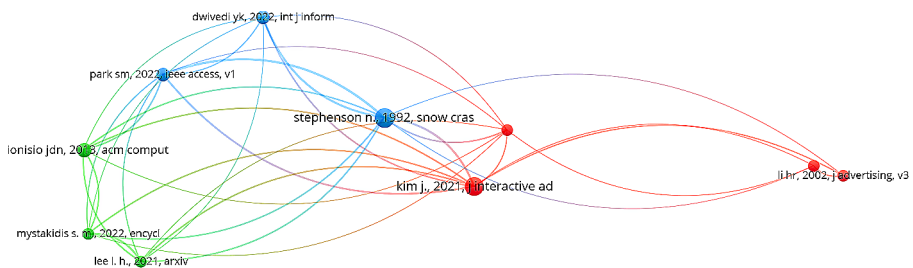 dwivedi yk, 2022, int j inform
park sm, 2022, ieee access, v1
stephenson n., 1992, snow cras
ionisio jdn, 2013, acm comput
kim j., 2021, j interactive ad
li hr, 2002, j advertising, v3
mystakidis s. m., 2022, encycl
lee l. h., 2021, arxiv